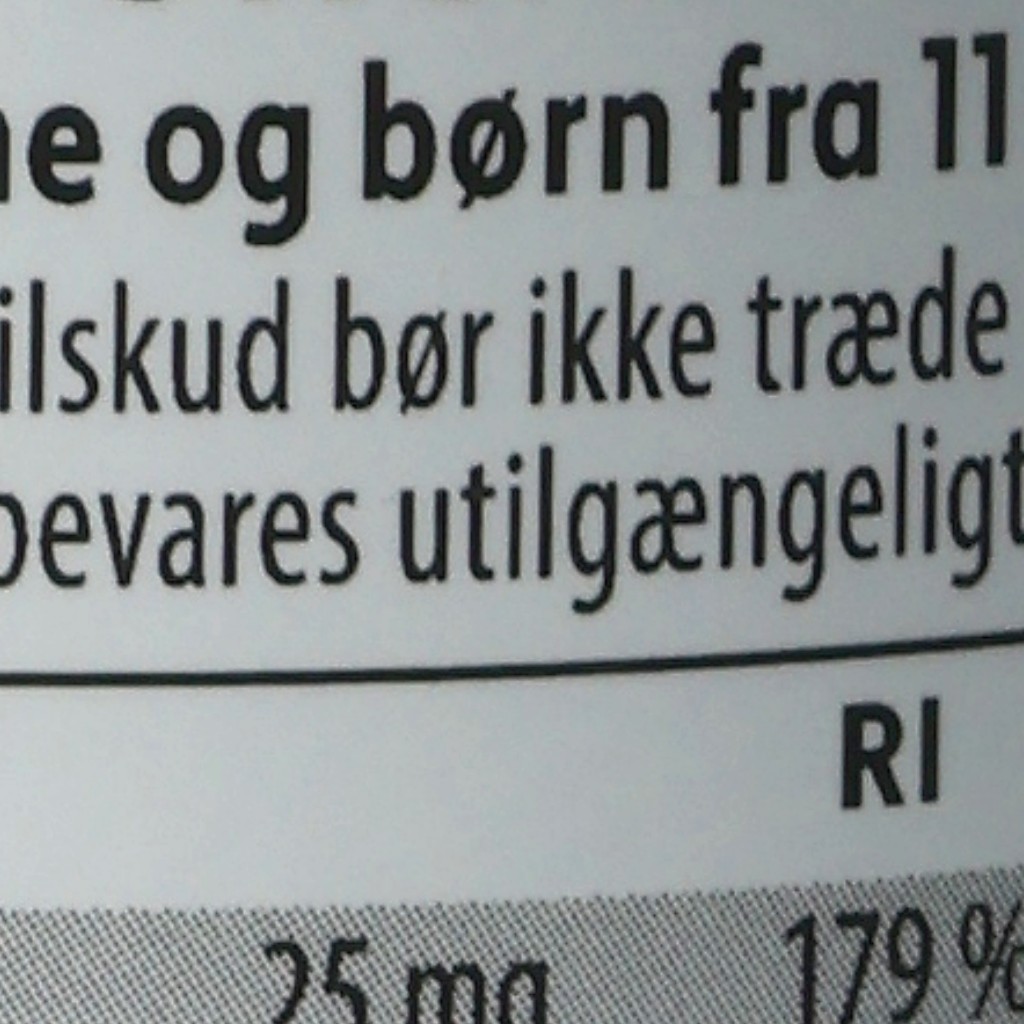 ne og børn fra 11
ilskud bør ikke træde
bevares utilgængeligt
RI
25 mg 179 %